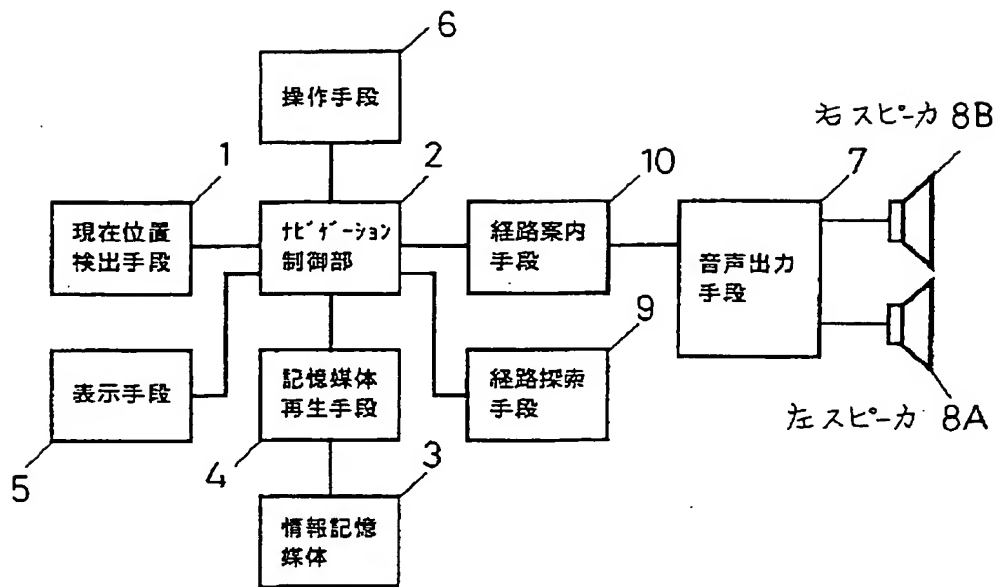 6
操作手段
右スピーカ 8B
1
2
10
7
現在位置
検出手段
ナビゲーション
制御部
経路案内
手段
音声出力
手段
9
表示手段
記憶媒体
再生手段
経路探索
手段
左スピーカ 8A
5
4
3
情報記憶
媒体